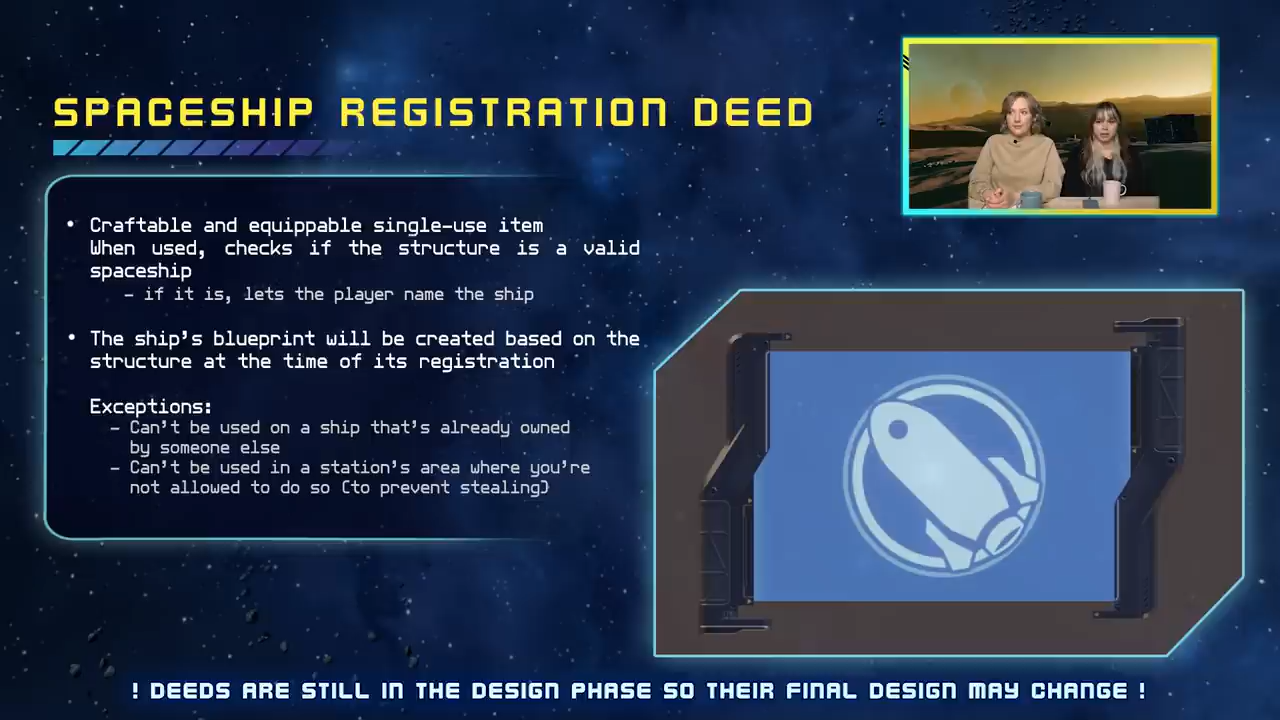 SPACESHIP REGISTRATION DEED
• Craftable and equippable single-use item
When used, checks if the structure is a valid
spaceship
– if it is, lets the player name the ship
• The ship's blueprint will be created based on the
structure at the time of its registration
Exceptions:
– Can't be used on a ship that's already owned
by someone else
– Can't be used in a station's area where you're
not allowed to do so (to prevent stealing)
! DEEDS ARE STILL IN THE DESIGN PHASE SO THEIR FINAL DESIGN MAY CHANGE !